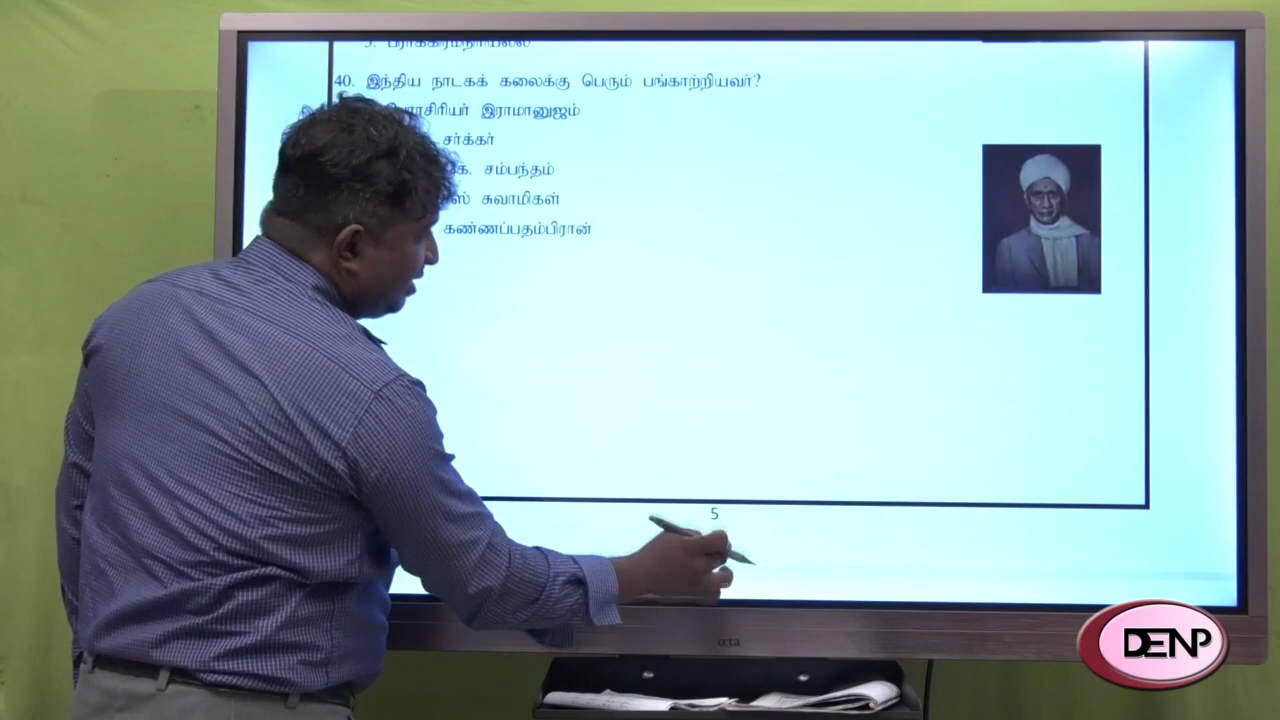 40. இந்திய நாடகக் கலைக்கு பெரும் பங்காற்றியவர்?
இராமானுஜம்
சர்க்கர்
சம்பந்தம்
சுவாமிகள்
கண்ணப்பதம்பிரான்
5
octa
DENP